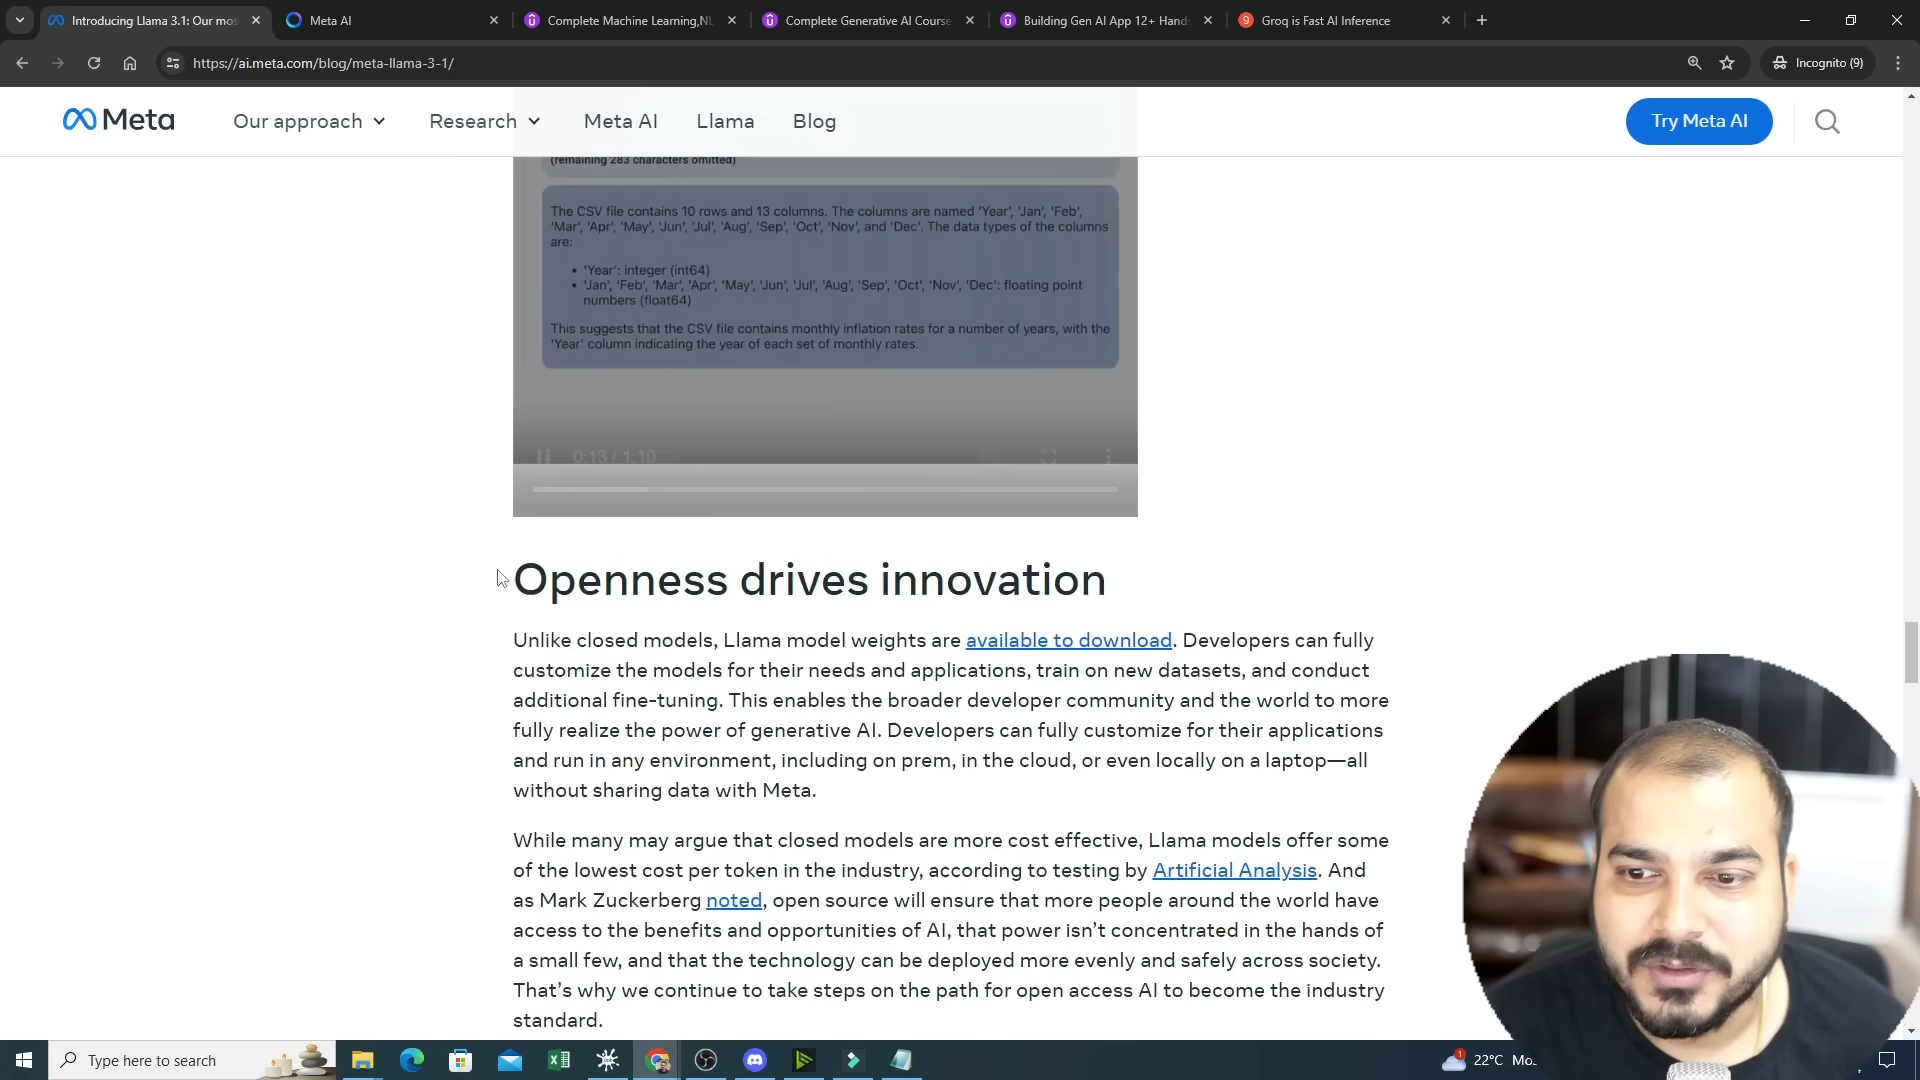 Introducing Llama 3.1: Our mos
Meta AI
Complete Machine Learning,NL
Complete Generative AI Course
Building Gen AI App 12+ Hands
Groq is Fast AI Inference
https://ai.meta.com/blog/meta-llama-3-1/
Incognito (9)
Meta
Our approach
Research
Meta AI
Llama
Blog
Try Meta AI
(remaining 283 characters omitted)
The CSV file contains 10 rows and 13 columns. The columns are named 'Year', 'Jan', 'Feb',
'Mar', 'Apr', 'May', 'Jun', 'Jul', 'Aug', 'Sep', 'Oct', 'Nov', and 'Dec'. The data types of the columns
are:
• 'Year': integer (int64)
• 'Jan', 'Feb', 'Mar', 'Apr', 'May', 'Jun', 'Jul', 'Aug', 'Sep', 'Oct', 'Nov', 'Dec': floating point
numbers (float64)
This suggests that the CSV file contains monthly inflation rates for a number of years, with the
'Year' column indicating the year of each set of monthly rates.
0:13 / 1:10
Openness drives innovation
Unlike closed models, Llama model weights are available to download. Developers can fully
customize the models for their needs and applications, train on new datasets, and conduct
additional fine-tuning. This enables the broader developer community and the world to more
fully realize the power of generative AI. Developers can fully customize for their applications
and run in any environment, including on prem, in the cloud, or even locally on a laptop—all
without sharing data with Meta.
While many may argue that closed models are more cost effective, Llama models offer some
of the lowest cost per token in the industry, according to testing by Artificial Analysis. And
as Mark Zuckerberg noted, open source will ensure that more people around the world have
access to the benefits and opportunities of AI, that power isn't concentrated in the hands of
a small few, and that the technology can be deployed more evenly and safely across society.
That's why we continue to take steps on the path for open access AI to become the industry
standard.
Type here to search
1
22°C Mo